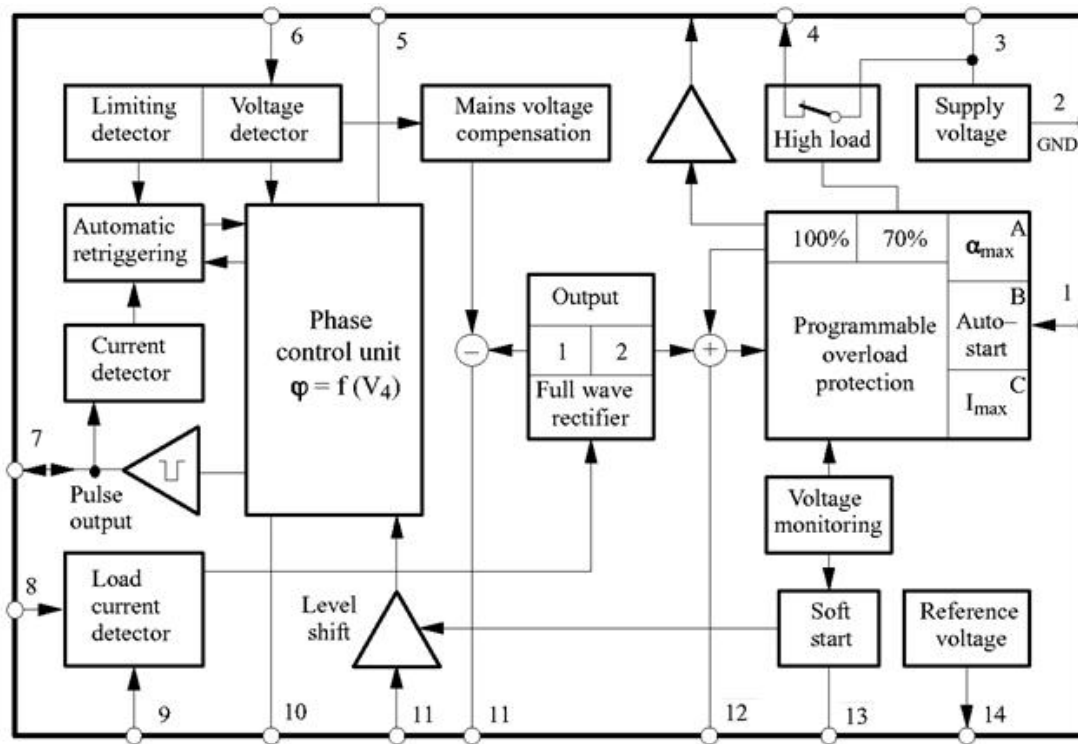 6
5
4
3
Limiting
detector
Voltage
detector
Mains voltage
compensation
High load
Supply
voltage
2
GND
Automatic
retriggering
100%
70%
αmax
A
Phase
control unit
φ = f (V4)
Output
1
2
Full wave
rectifier
−
+
Programmable
overload
protection
B
Auto−
start
1
C
Imax
Current
detector
7
Pulse
output
Voltage
monitoring
8
Load
current
detector
Level
shift
Soft
start
Reference
voltage
9
10
11
11
12
13
14